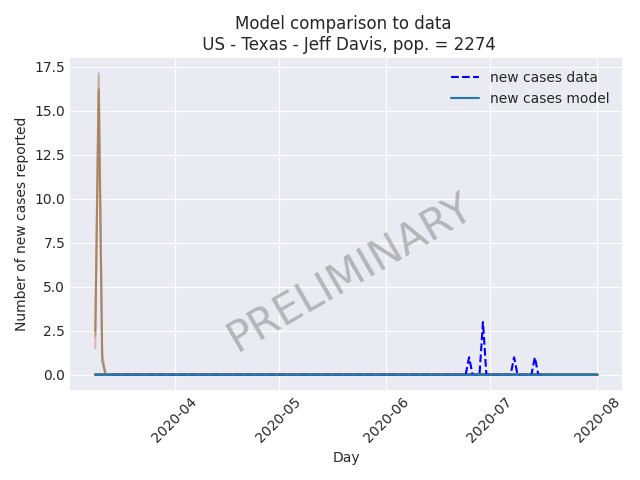 Model comparison to data
US - Texas - Jeff Davis, pop. = 2274
17.5
15.0
12.5
10.0
7.5
5.0
2.5
0.0
Number of new cases reported
new cases data
new cases model
PRELIMINARY
2020-04
2020-05
2020-06
2020-07
2020-08
Day